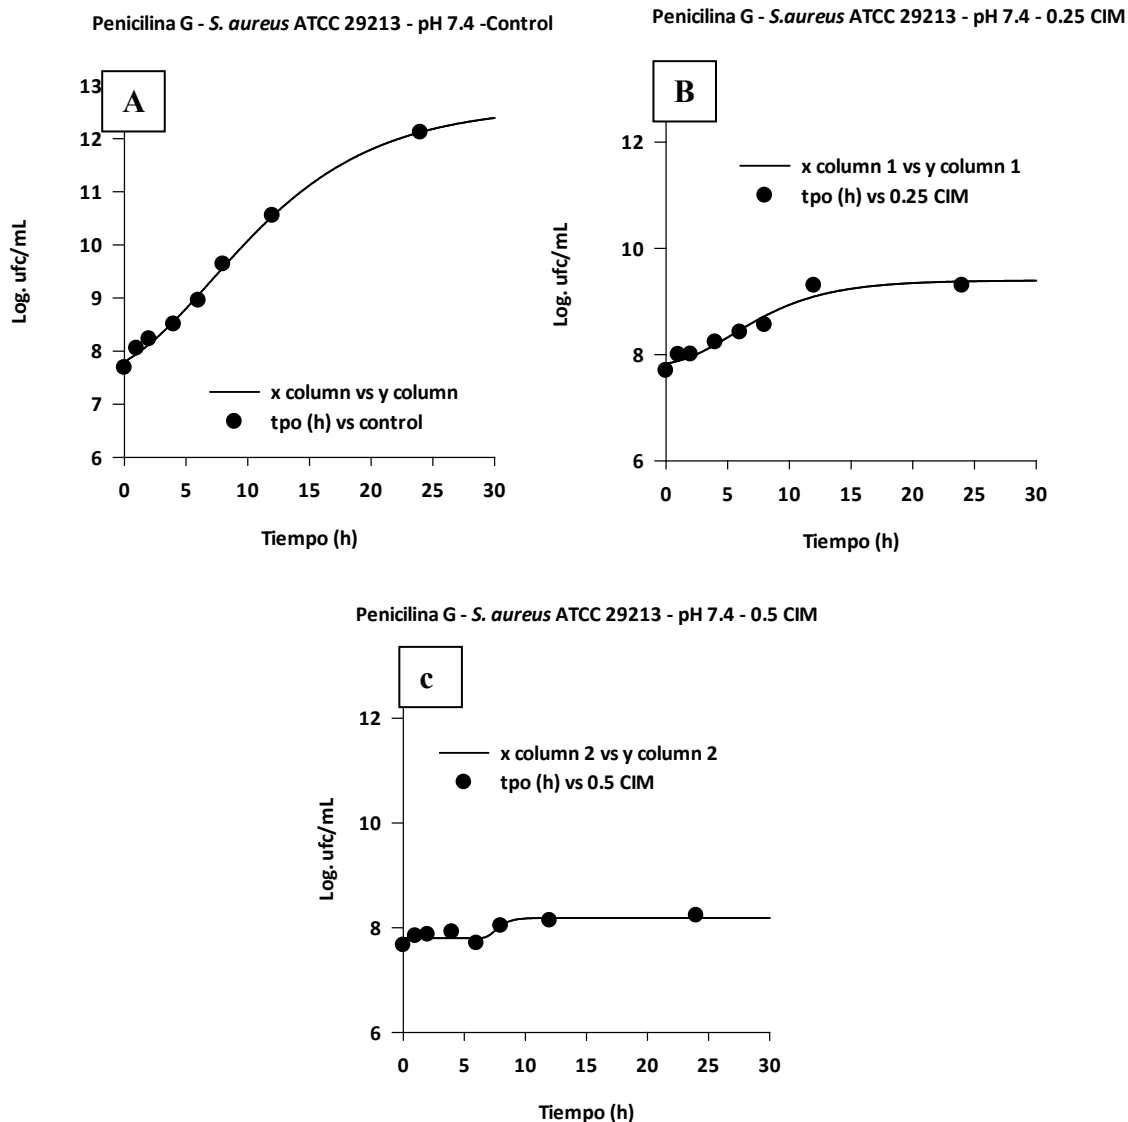 Penicilina G - S. aureus ATCC 29213 - pH 7.4 -Control
A
13
12
11
10
9
8
7
6
Log. ufc/mL
x column vs y column
tpo (h) vs control
0 5 10 15 20 25 30
Tiempo (h)
Penicilina G - S.aureus ATCC 29213 - pH 7.4 - 0.25 CIM
B
12
10
8
6
Log. ufc/mL
x column 1 vs y column 1
tpo (h) vs 0.25 CIM
0 5 10 15 20 25 30
Tiempo (h)
Penicilina G - S. aureus ATCC 29213 - pH 7.4 - 0.5 CIM
c
12
10
8
6
Log. ufc/mL
x column 2 vs y column 2
tpo (h) vs 0.5 CIM
0 5 10 15 20 25 30
Tiempo (h)